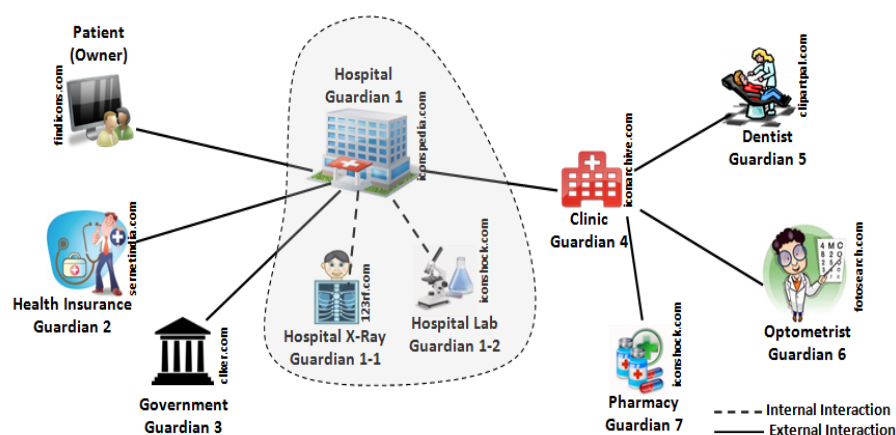 Patient
(Owner)
findicons.com
Hospital
Guardian 1
iconspedia.com
clipartpal.com
Dentist
Guardian 5
iconarchive.com
Clinic
Guardian 4
sermetindia.com
Health Insurance
Guardian 2
123rf.com
Hospital X-Ray
Guardian 1-1
iconshock.com
Hospital Lab
Guardian 1-2
4 M C
fotosearch.com
Optometrist
Guardian 6
clker.com
Government
Guardian 3
iconshock.com
Pharmacy
Guardian 7
Internal Interaction
External Interaction